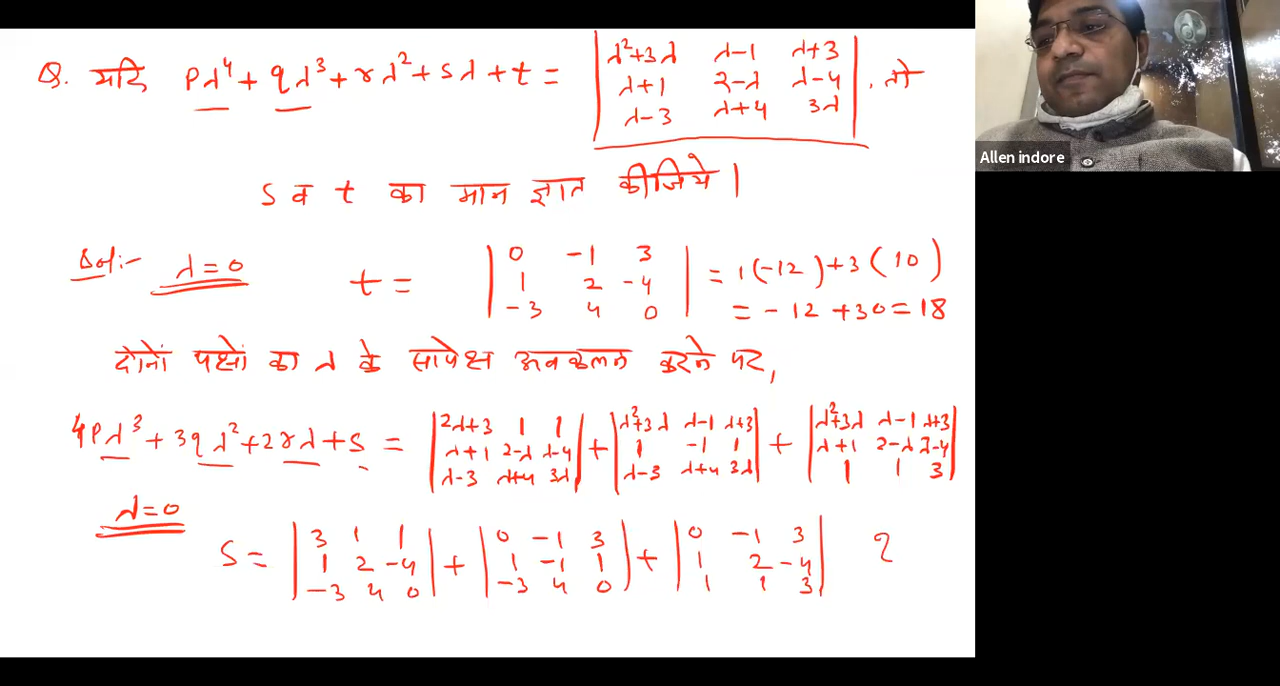 Q. यदि pλ⁴ + qλ³ + rλ² + sλ + t = | λ²+3λ λ-1 λ+3 | , तो
| λ+1 2-λ λ-4 |
| λ-3 λ+4 3λ |
s व t का मान ज्ञात कीजिये |
Sol:- λ=0 t = | 0 -1 3 | = 1(-12)+3(10)
| 1 2 -4 |
| -3 4 0 | = -12+30=18
दोनों पक्षों का λ के सापेक्ष अवकलन करने पर,
4pλ³ + 3qλ² + 2rλ + s = | 2λ+3 1 1 | + | λ²+3λ λ-1 λ+3 | + | λ²+3λ λ-1 λ+3 |
| λ+1 2-λ λ-4 | | 1 -1 1 | | λ+1 2-λ λ-4 |
| λ-3 λ+4 3λ | | λ-3 λ+4 3λ | | 1 1 3 |
λ=0
S = | 3 1 1 | + | 0 -1 3 | + | 0 -1 3 | 2
| 1 2 -4 | | 1 -1 1 | | 1 2 -4 |
| -3 4 0 | | -3 4 0 | | 1 1 3 |
Allen indore